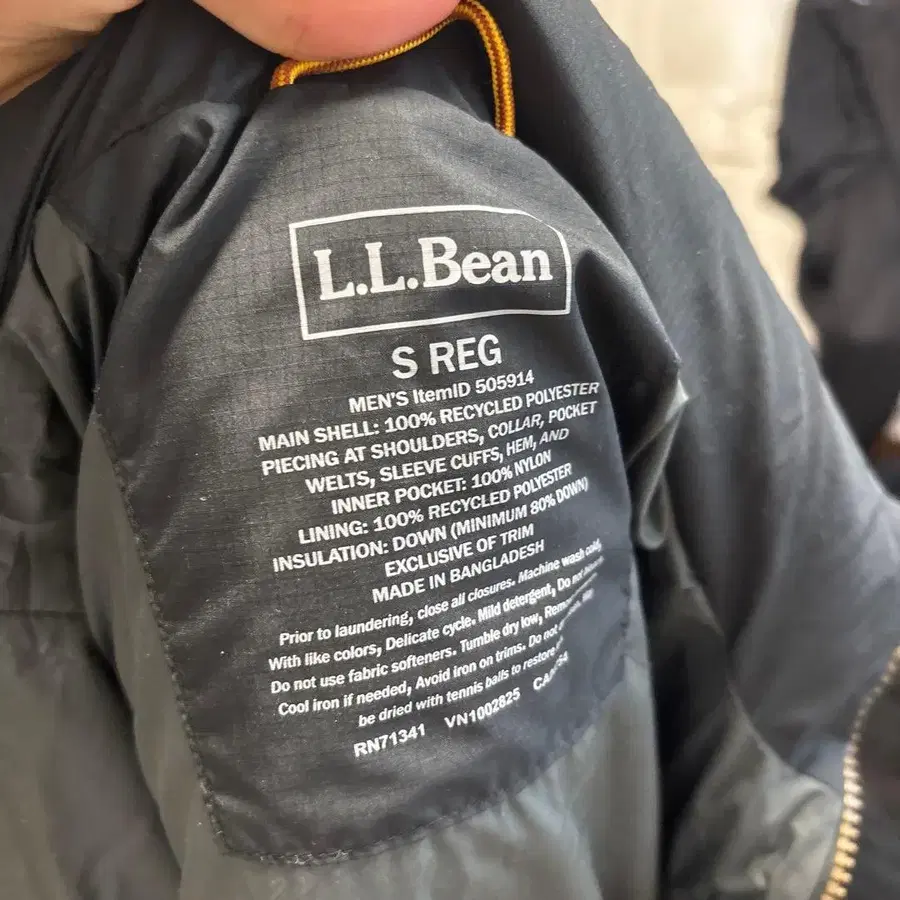 L.L.Bean
S REG
MEN'S ItemID 505914
MAIN SHELL: 100% RECYCLED POLYESTER
PIECING AT SHOULDERS, COLLAR, POCKET
WELTS, SLEEVE CUFFS, HEM, AND
INNER POCKET: 100% NYLON
LINING: 100% RECYCLED POLYESTER
INSULATION: DOWN (MINIMUM 80% DOWN)
EXCLUSIVE OF TRIM
MADE IN BANGLADESH
Prior to laundering, close all closures. Machine wash cold,
With like colors, Delicate cycle. Mild detergent, Do not
Do not use fabric softeners. Tumble dry low,
Cool iron if needed, Avoid iron on trims. Do not
be dried with tennis balls to restore
RN71341 VN1002825